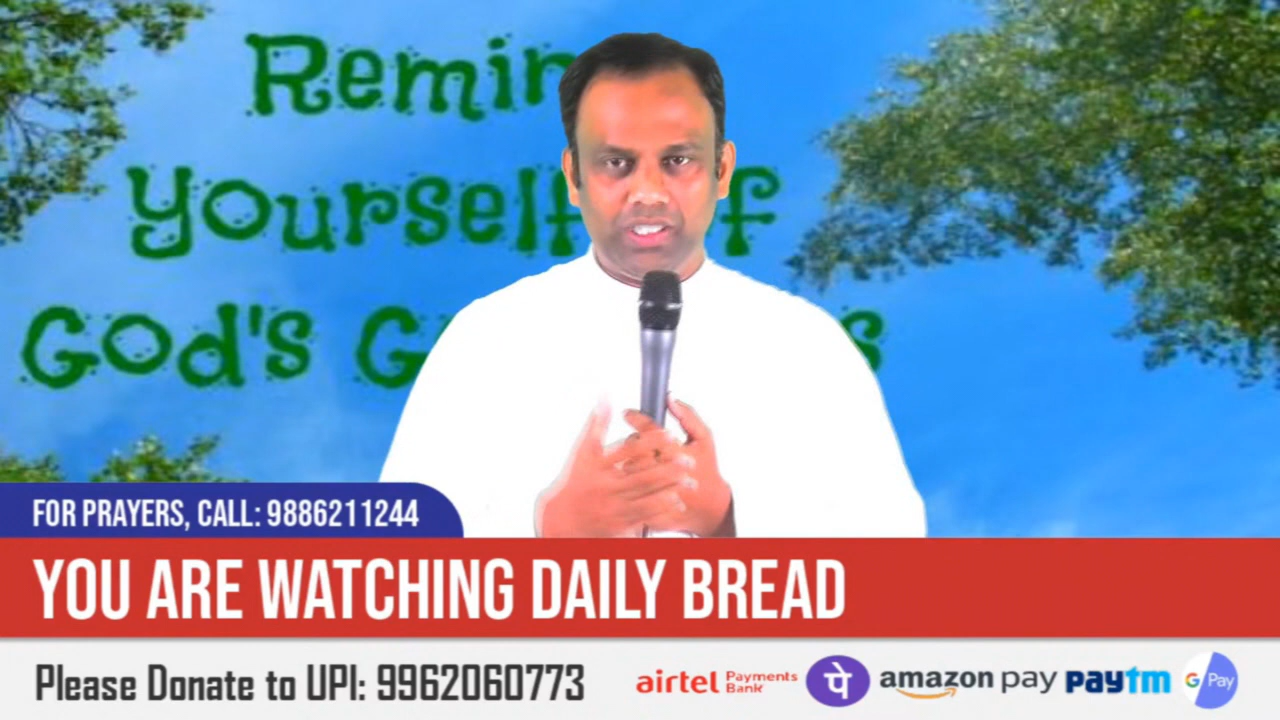 Remin
Yourself f
God's G s
FOR PRAYERS, CALL: 9886211244
YOU ARE WATCHING DAILY BREAD
Please Donate to UPI: 9962060773
airtel Payments Bank पे amazon pay paytm G Pay